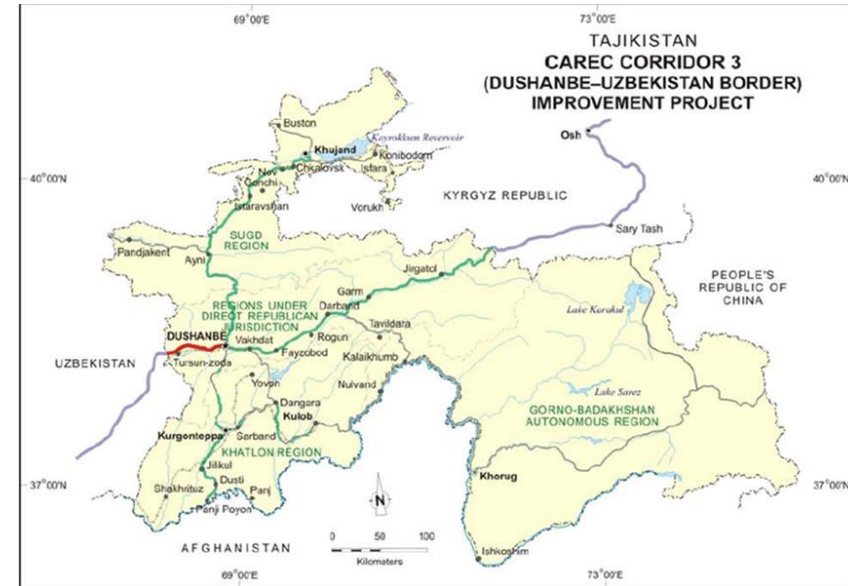 69°00'E
73°00'E
TAJIKISTAN
CAREC CORRIDOR 3
(DUSHANBE–UZBEKISTAN BORDER)
IMPROVEMENT PROJECT
Buston
Osh
Khujand
Kayrokkum Reservoir
Konibodom
Nov
Chkalovsk
Isfara
40°00'N
Gonchi
40°00'N
Istaravshan
Vorukh
KYRGYZ REPUBLIC
SUGD
REGION
Sary Tash
Pandjakent
Ayni
Jirgatol
PEOPLE'S
REPUBLIC OF
CHINA
Garm
REGIONS UNDER
DIRECT REPUBLICAN
JURISDICTION
Darband
Lake Karakul
Tavildara
DUSHANBE
Vakhdat
Rogun
Fayzobod
Kalaikhumb
UZBEKISTAN
Tursun-zoda
Yovon
Nulvand
Lake Sarez
Dangara
Kulob
GORNO-BADAKHSHAN
AUTONOMOUS REGION
Kurgonteppa
Sarband
KHATLON REGION
Jilikul
Khorug
Dusti
37°00'N
Shakhrituz
Panj
37°00'N
Panji Poyon
N
0 50 100
Kilometers
AFGHANISTAN
Ishkoshim
69°00'E
73°00'E